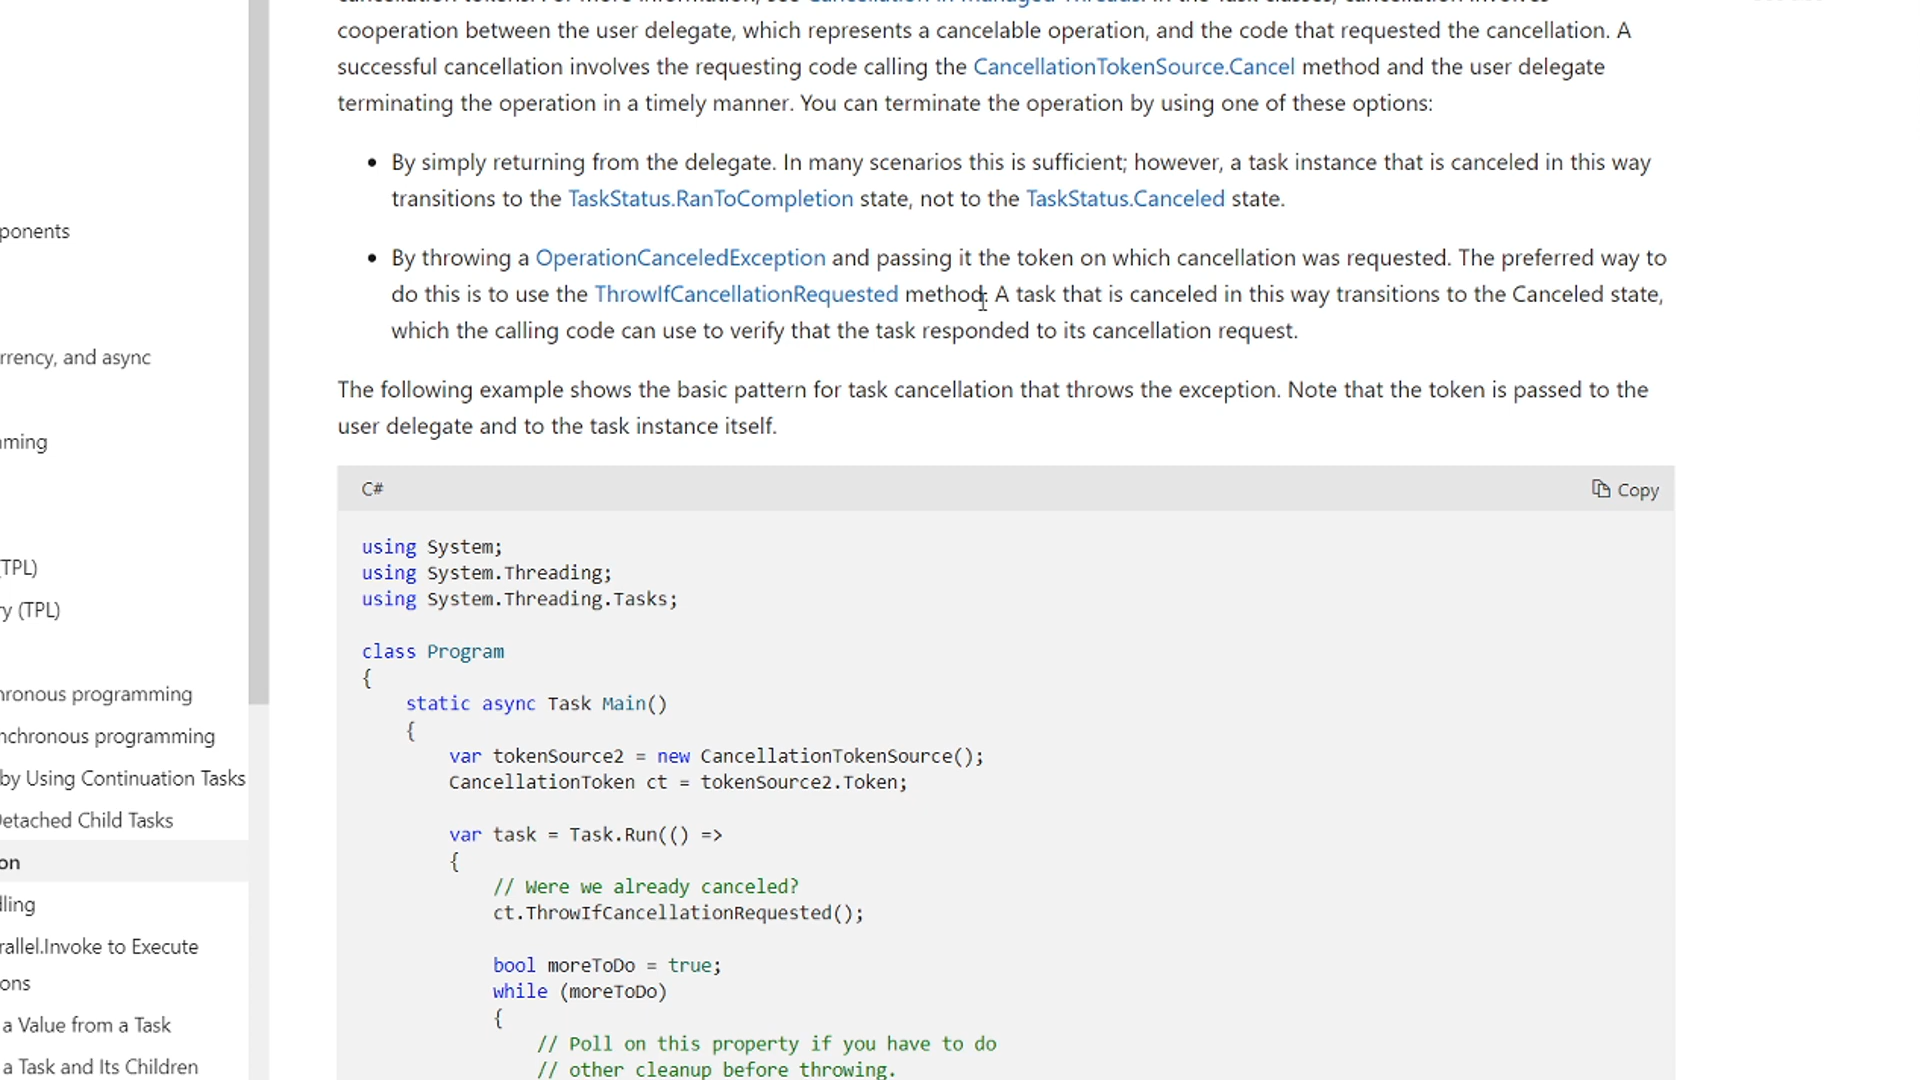 cooperation between the user delegate, which represents a cancelable operation, and the code that requested the cancellation. A
successful cancellation involves the requesting code calling the CancellationTokenSource.Cancel method and the user delegate
terminating the operation in a timely manner. You can terminate the operation by using one of these options:
• By simply returning from the delegate. In many scenarios this is sufficient; however, a task instance that is canceled in this way
transitions to the TaskStatus.RanToCompletion state, not to the TaskStatus.Canceled state.
• By throwing a OperationCanceledException and passing it the token on which cancellation was requested. The preferred way to
do this is to use the ThrowIfCancellationRequested method. A task that is canceled in this way transitions to the Canceled state,
which the calling code can use to verify that the task responded to its cancellation request.
The following example shows the basic pattern for task cancellation that throws the exception. Note that the token is passed to the
user delegate and to the task instance itself.
C#
Copy
using System;
using System.Threading;
using System.Threading.Tasks;
class Program
{
static async Task Main()
{
var tokenSource2 = new CancellationTokenSource();
CancellationToken ct = tokenSource2.Token;
var task = Task.Run(() =>
{
// Were we already canceled?
ct.ThrowIfCancellationRequested();
bool moreToDo = true;
while (moreToDo)
{
// Poll on this property if you have to do
// other cleanup before throwing.
ponents
rrency, and async
ming
(TPL)
ry (TPL)
hronous programming
nchronous programming
by Using Continuation Tasks
Detached Child Tasks
on
lling
rallel.Invoke to Execute
ons
a Value from a Task
a Task and Its Children